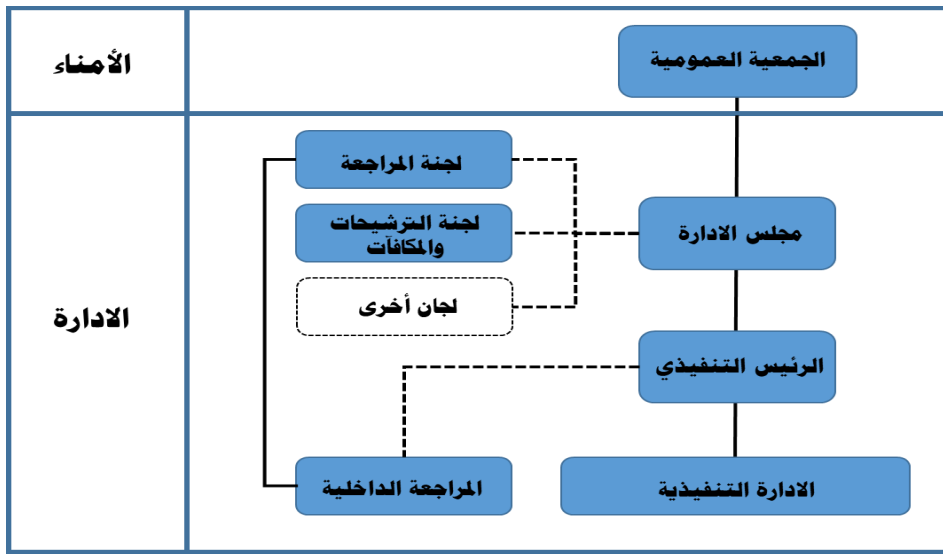 الأمناء
الجمعية العمومية
الادارة
لجنة المراجعة
لجنة الترشيحات
والمكافآت
مجلس الادارة
لجان أخرى
الرئيس التنفيذي
المراجعة الداخلية
الادارة التنفيذية